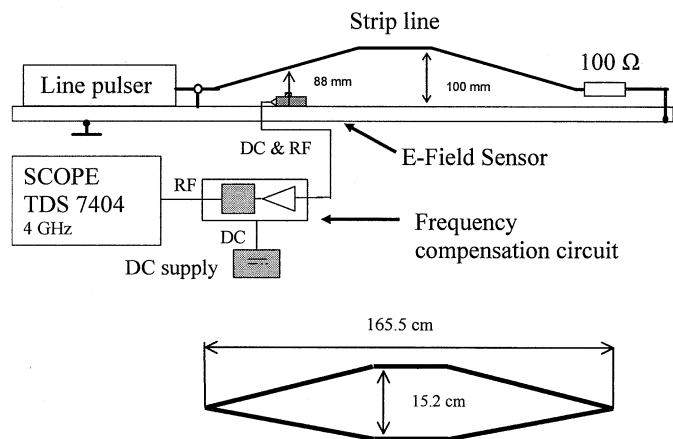 Strip line
100 Ω
Line pulser
88 mm
100 mm
DC & RF
E-Field Sensor
SCOPE
TDS 7404
4 GHz
RF
Frequency
compensation circuit
DC
DC supply
165.5 cm
15.2 cm